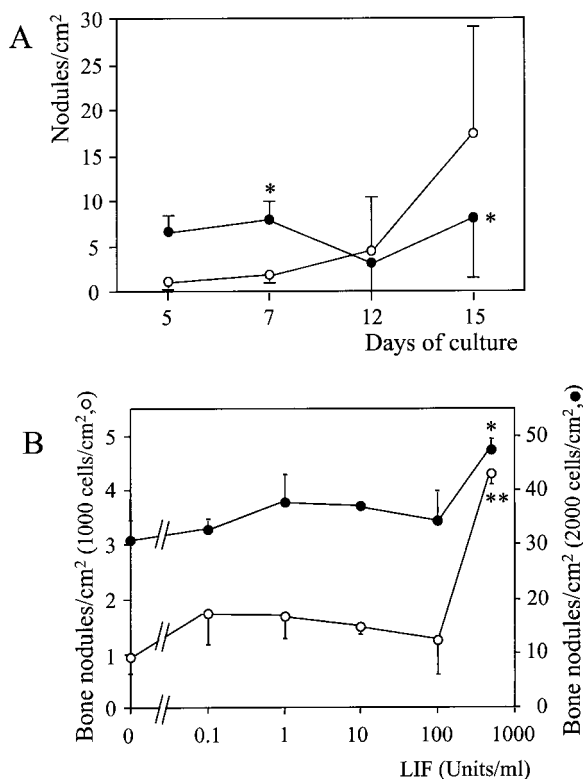 A
Nodules/cm²
30
25
20
15
10
5
0
*
*
5 7 12 15
Days of culture
B
Bone nodules/cm² (1000 cells/cm²,○)
5
4
3
2
1
0
Bone nodules/cm² (2000 cells/cm²,●)
50
40
30
20
10
0
*
**
0 0.1 1 10 100 1000
LIF (Units/ml)